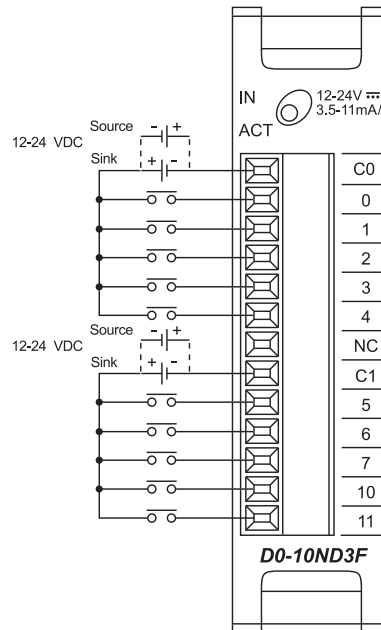 IN
12-24V
3.5-11mA/
ACT
12-24 VDC
Source
- +
Sink
+ -
C0
0
1
2
3
4
12-24 VDC
Source
- +
Sink
+ -
NC
C1
5
6
7
10
11
D0-10ND3F